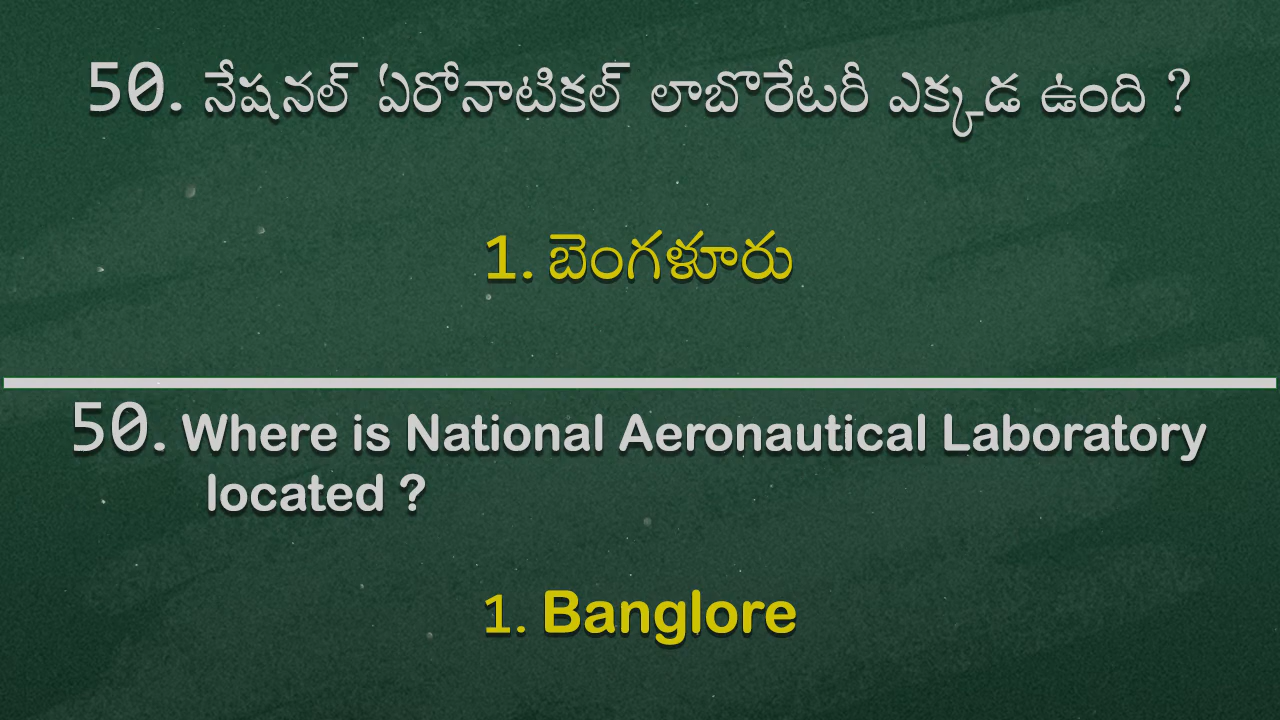 50. నేషనల్ ఏరోనాటికల్ లాబొరేటరీ ఎక్కడ ఉంది ?
1. బెంగళూరు
50. Where is National Aeronautical Laboratory
located ?
1. Banglore